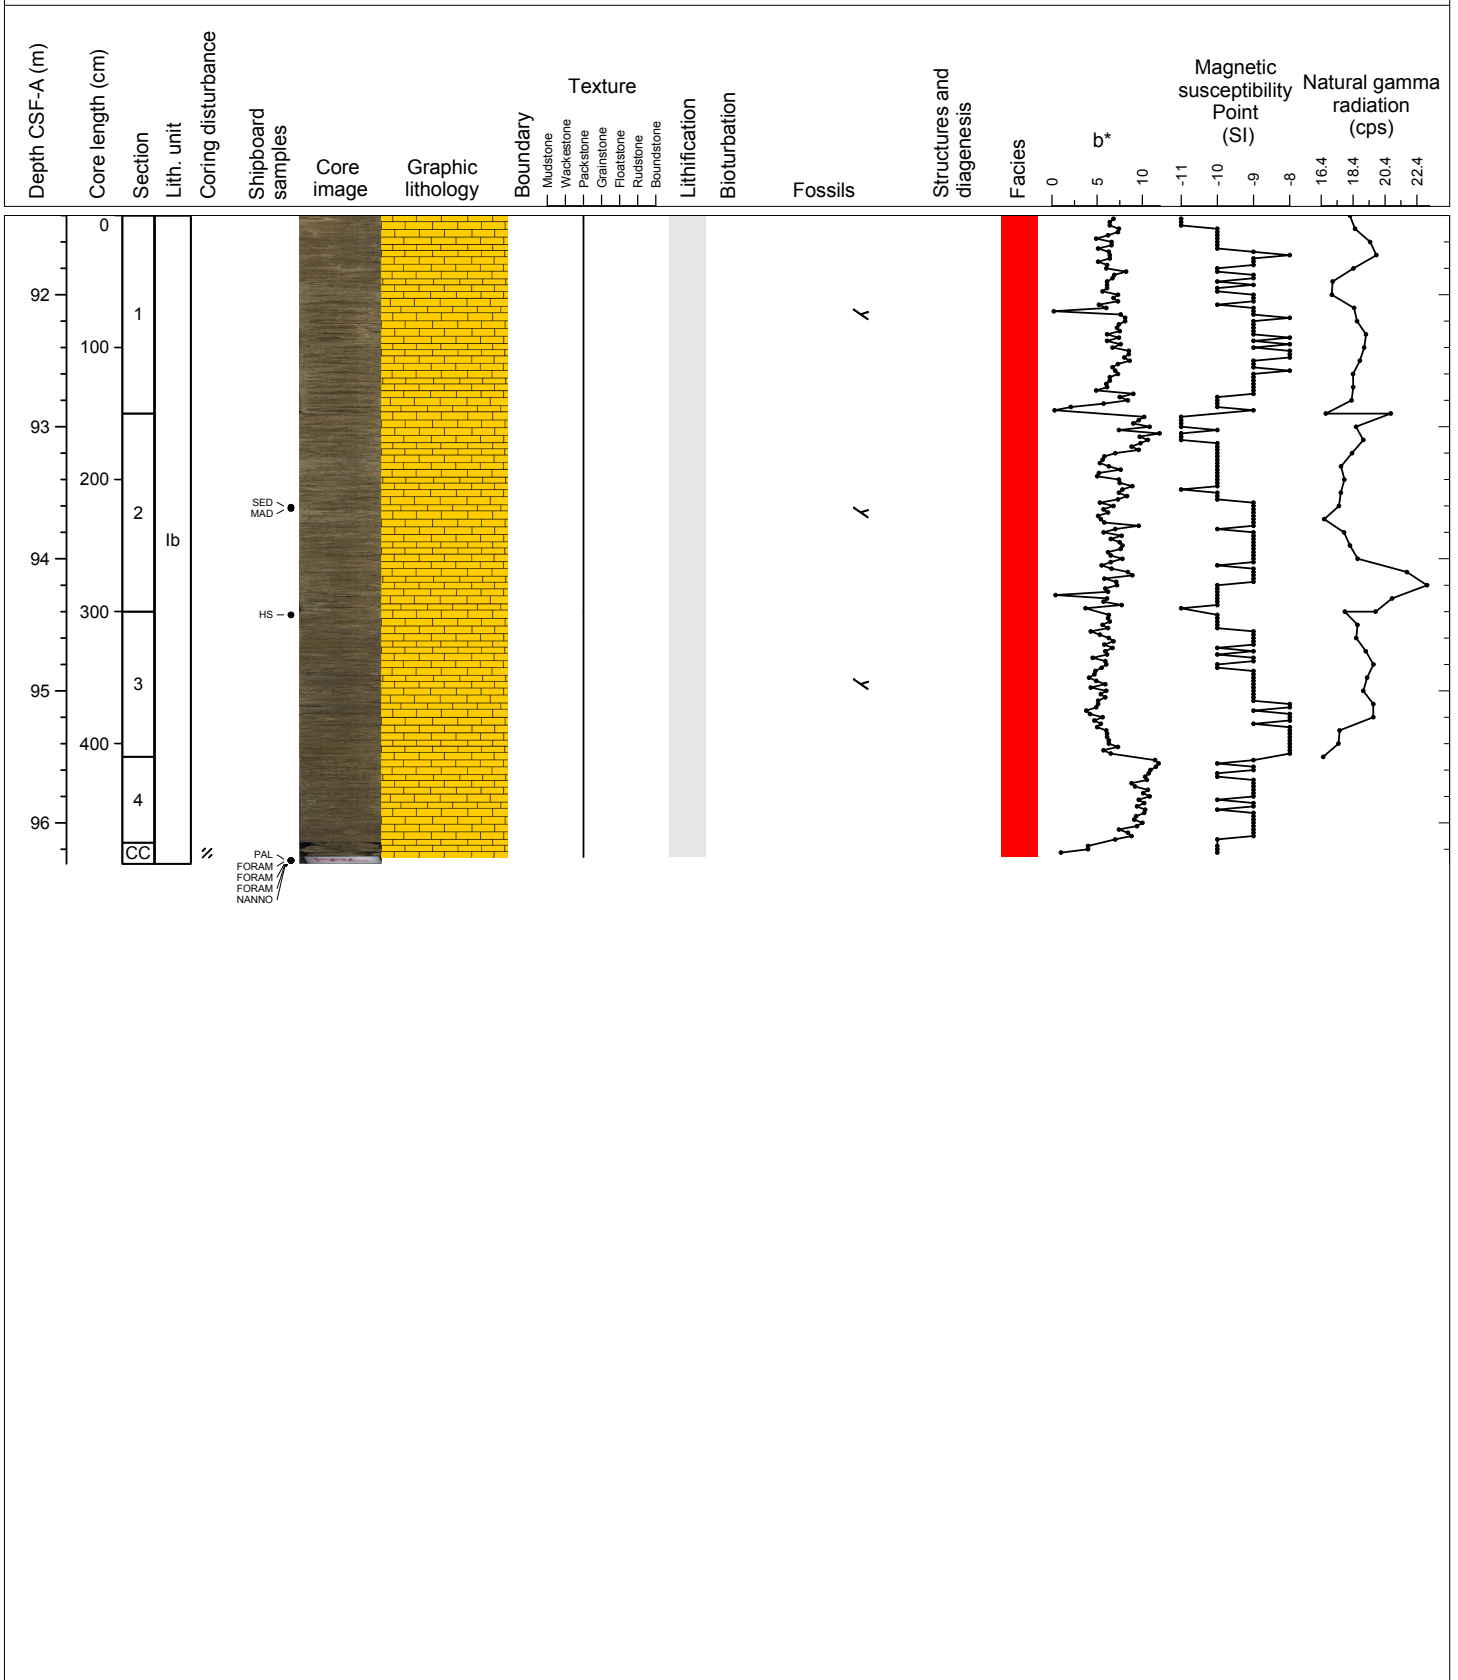 Depth CSF-A (m)
Core length (cm)
Section
Lith. unit
Coring disturbance
Shipboard
samples
Core
image
Graphic
lithology
Boundary
Texture
Mudstone
Wackestone
Packstone
Grainstone
Floatstone
Rudstone
Boundstone
Lithification
Bioturbation
Fossils
Structures and
diagenesis
Facies
b*
0
5
10
Magnetic
susceptibility
Point
(SI)
-11
-10
-9
-8
Natural gamma
radiation
(cps)
16.4
18.4
20.4
22.4
0
92
1
100
93
200
SED
MAD
2
Ib
94
300
HS
3
95
400
4
96
CC
PAL
FORAM
FORAM
FORAM
NANNO